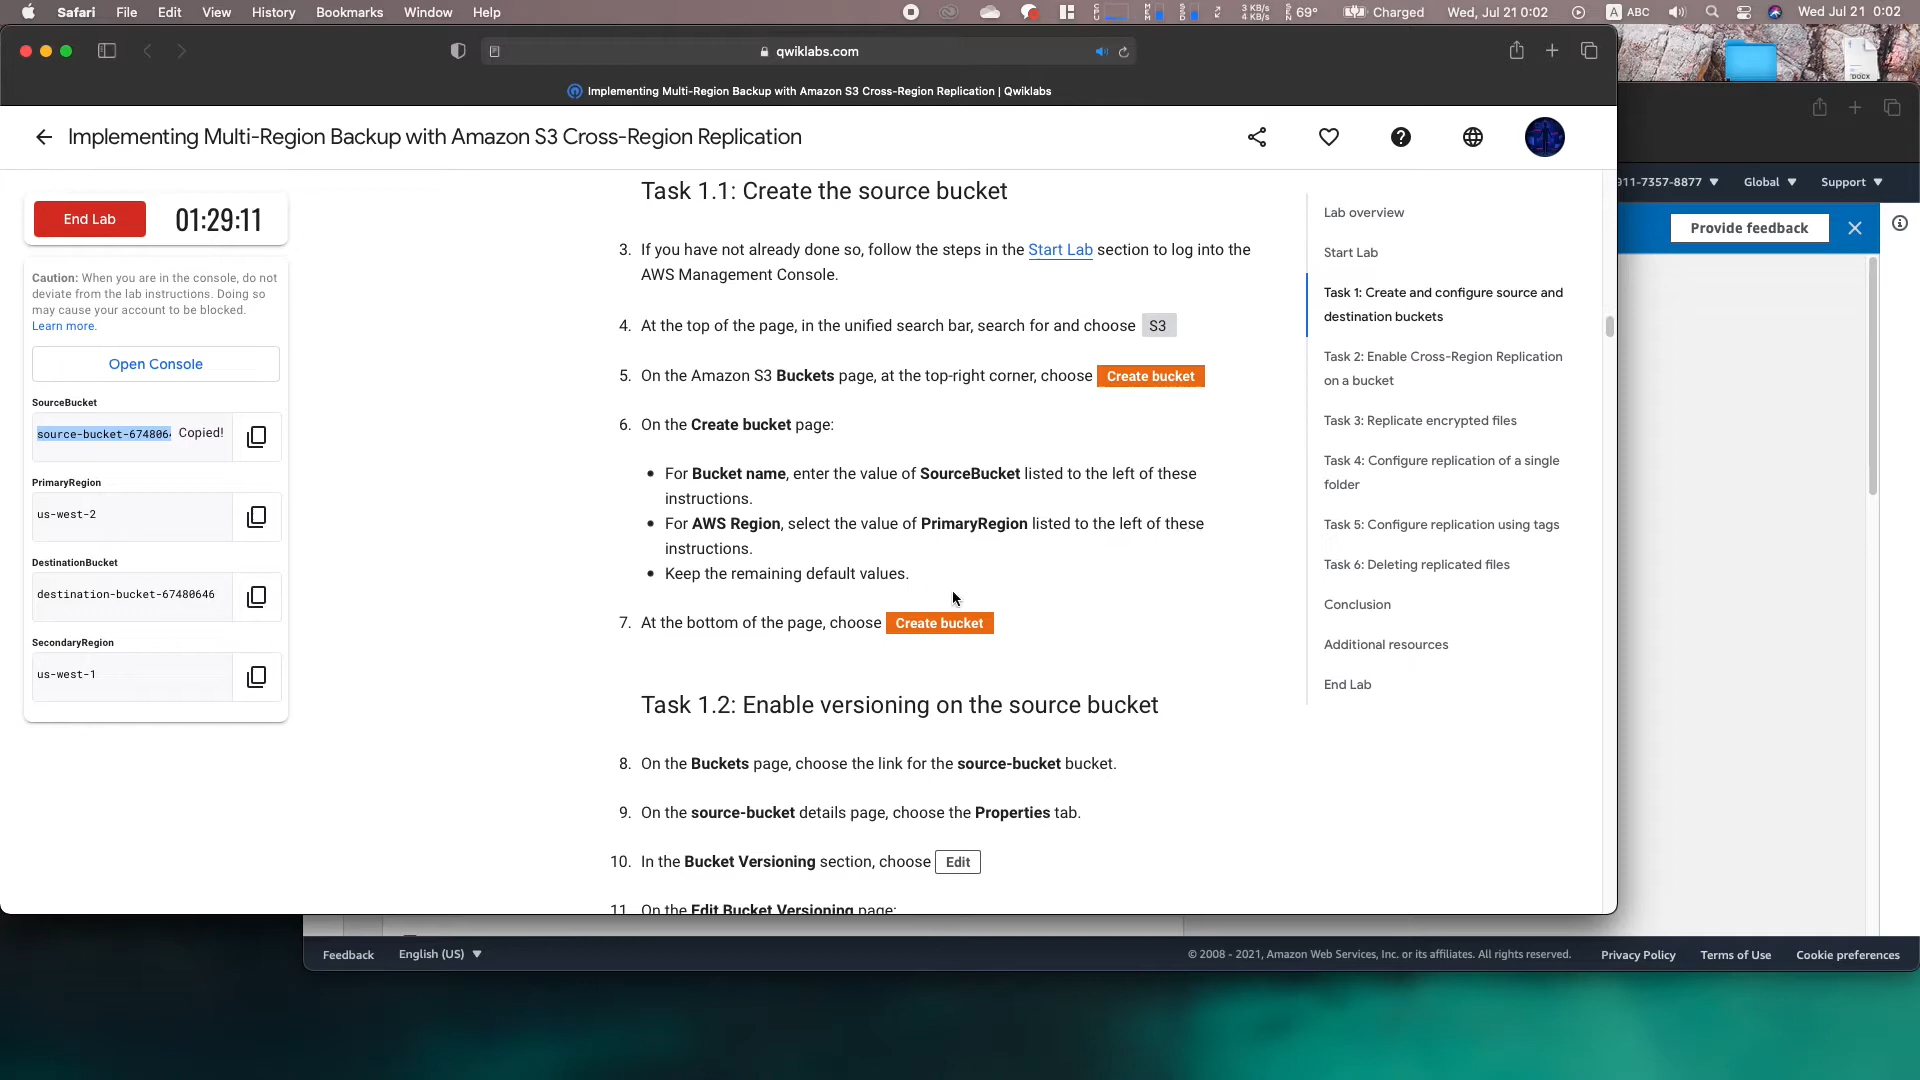 Safari File Edit View History Bookmarks Window Help
3 KB/s
4 KB/s
69° Charged Wed, Jul 21 0:02 A ABC Wed Jul 21 0:02
qwiklabs.com
Implementing Multi-Region Backup with Amazon S3 Cross-Region Replication | Qwiklabs
Implementing Multi-Region Backup with Amazon S3 Cross-Region Replication
End Lab 01:29:11
Caution: When you are in the console, do not
deviate from the lab instructions. Doing so
may cause your account to be blocked.
Learn more.
Open Console
SourceBucket
source-bucket-674806 Copied!
PrimaryRegion
us-west-2
DestinationBucket
destination-bucket-67480646
SecondaryRegion
us-west-1
Task 1.1: Create the source bucket
3. If you have not already done so, follow the steps in the Start Lab section to log into the
AWS Management Console.
4. At the top of the page, in the unified search bar, search for and choose S3
5. On the Amazon S3 Buckets page, at the top-right corner, choose Create bucket
6. On the Create bucket page:
• For Bucket name, enter the value of SourceBucket listed to the left of these
instructions.
• For AWS Region, select the value of PrimaryRegion listed to the left of these
instructions.
• Keep the remaining default values.
7. At the bottom of the page, choose Create bucket
Task 1.2: Enable versioning on the source bucket
8. On the Buckets page, choose the link for the source-bucket bucket.
9. On the source-bucket details page, choose the Properties tab.
10. In the Bucket Versioning section, choose Edit
11. On the Edit Bucket Versioning page:
Lab overview
Start Lab
Task 1: Create and configure source and
destination buckets
Task 2: Enable Cross-Region Replication
on a bucket
Task 3: Replicate encrypted files
Task 4: Configure replication of a single
folder
Task 5: Configure replication using tags
Task 6: Deleting replicated files
Conclusion
Additional resources
End Lab
DOCX
911-7357-8877 Global Support
Provide feedback
Feedback English (US) © 2008 - 2021, Amazon Web Services, Inc. or its affiliates. All rights reserved. Privacy Policy Terms of Use Cookie preferences